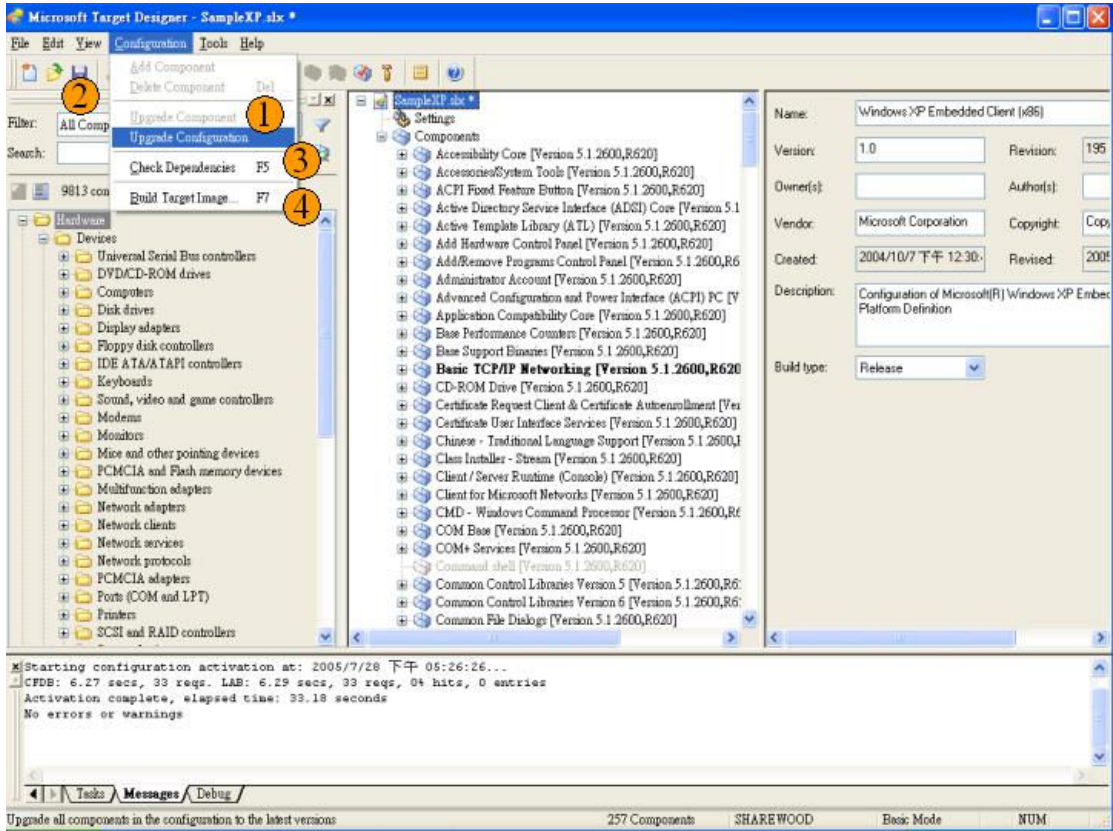 Microsoft Target Designer - SampleXP.slx *
File Edit View Configuration Tools Help
Add Component
Delete Component Del
Upgrade Component
Upgrade Configuration
Check Dependencies F5
Build Target Image... F7
1
2
3
4
Filter: All Comp
Search:
9813 con
Hardware
Devices
Universal Serial Bus controllers
DVD/CD-ROM drives
Computers
Disk drives
Display adapters
Floppy disk controllers
IDE ATA/ATAPI controllers
Keyboards
Sound, video and game controllers
Modems
Monitors
Mice and other pointing devices
PCMCIA and Flash memory devices
Multifunction adapters
Network adapters
Network clients
Network services
Network protocols
PCMCIA adapters
Ports (COM and LPT)
Printers
SCSI and RAID controllers
SampleXP.slx *
Settings
Components
Accessibility Core [Version 5.1.2600,R620]
Accessories/System Tools [Version 5.1.2600,R620]
ACPI Fixed Feature Button [Version 5.1.2600,R620]
Active Directory Service Interface (ADSI) Core [Version 5.1
Active Template Library (ATL) [Version 5.1.2600,R620]
Add Hardware Control Panel [Version 5.1.2600,R620]
Add/Remove Programs Control Panel [Version 5.1.2600,R6
Administrator Account [Version 5.1.2600,R620]
Advanced Configuration and Power Interface (ACPI) PC [V
Application Compatibility Core [Version 5.1.2600,R620]
Base Performance Counters [Version 5.1.2600,R620]
Base Support Binaries [Version 5.1.2600,R620]
Basic TCP/IP Networking [Version 5.1.2600,R620
CD-ROM Drive [Version 5.1.2600,R620]
Certificate Request Client & Certificate Autoenrollment [Ver
Certificate User Interface Services [Version 5.1.2600,R620]
Chinese - Traditional Language Support [Version 5.1.2600,R
Class Installer - Stream [Version 5.1.2600,R620]
Client / Server Runtime (Console) [Version 5.1.2600,R620]
Client for Microsoft Networks [Version 5.1.2600,R620]
CMD - Windows Command Processor [Version 5.1.2600,R6
COM Base [Version 5.1.2600,R620]
COM+ Services [Version 5.1.2600,R620]
Command shell [Version 5.1.2600,R620]
Common Control Libraries Version 5 [Version 5.1.2600,R6
Common Control Libraries Version 6 [Version 5.1.2600,R6
Common File Dialogs [Version 5.1.2600,R620]
Name: Windows XP Embedded Client (x86)
Version: 1.0 Revision: 195
Owner(s): Author(s):
Vendor: Microsoft Corporation Copyright: Copy
Created: 2004/10/7 下午 12:30: Revised: 2005
Description: Configuration of Microsoft(R) Windows XP Embec
Platform Definition
Build type: Release
Starting configuration activation at: 2005/7/28 下午 05:26:26...
CFDB: 6.27 secs, 33 reqs. LAB: 6.29 secs, 33 reqs, 0% hits, 0 entries
Activation complete, elapsed time: 33.18 seconds
No errors or warnings
Tasks Messages Debug
Upgrade all components in the configuration to the latest versions 257 Components SHAREWOOD Basic Mode NUM